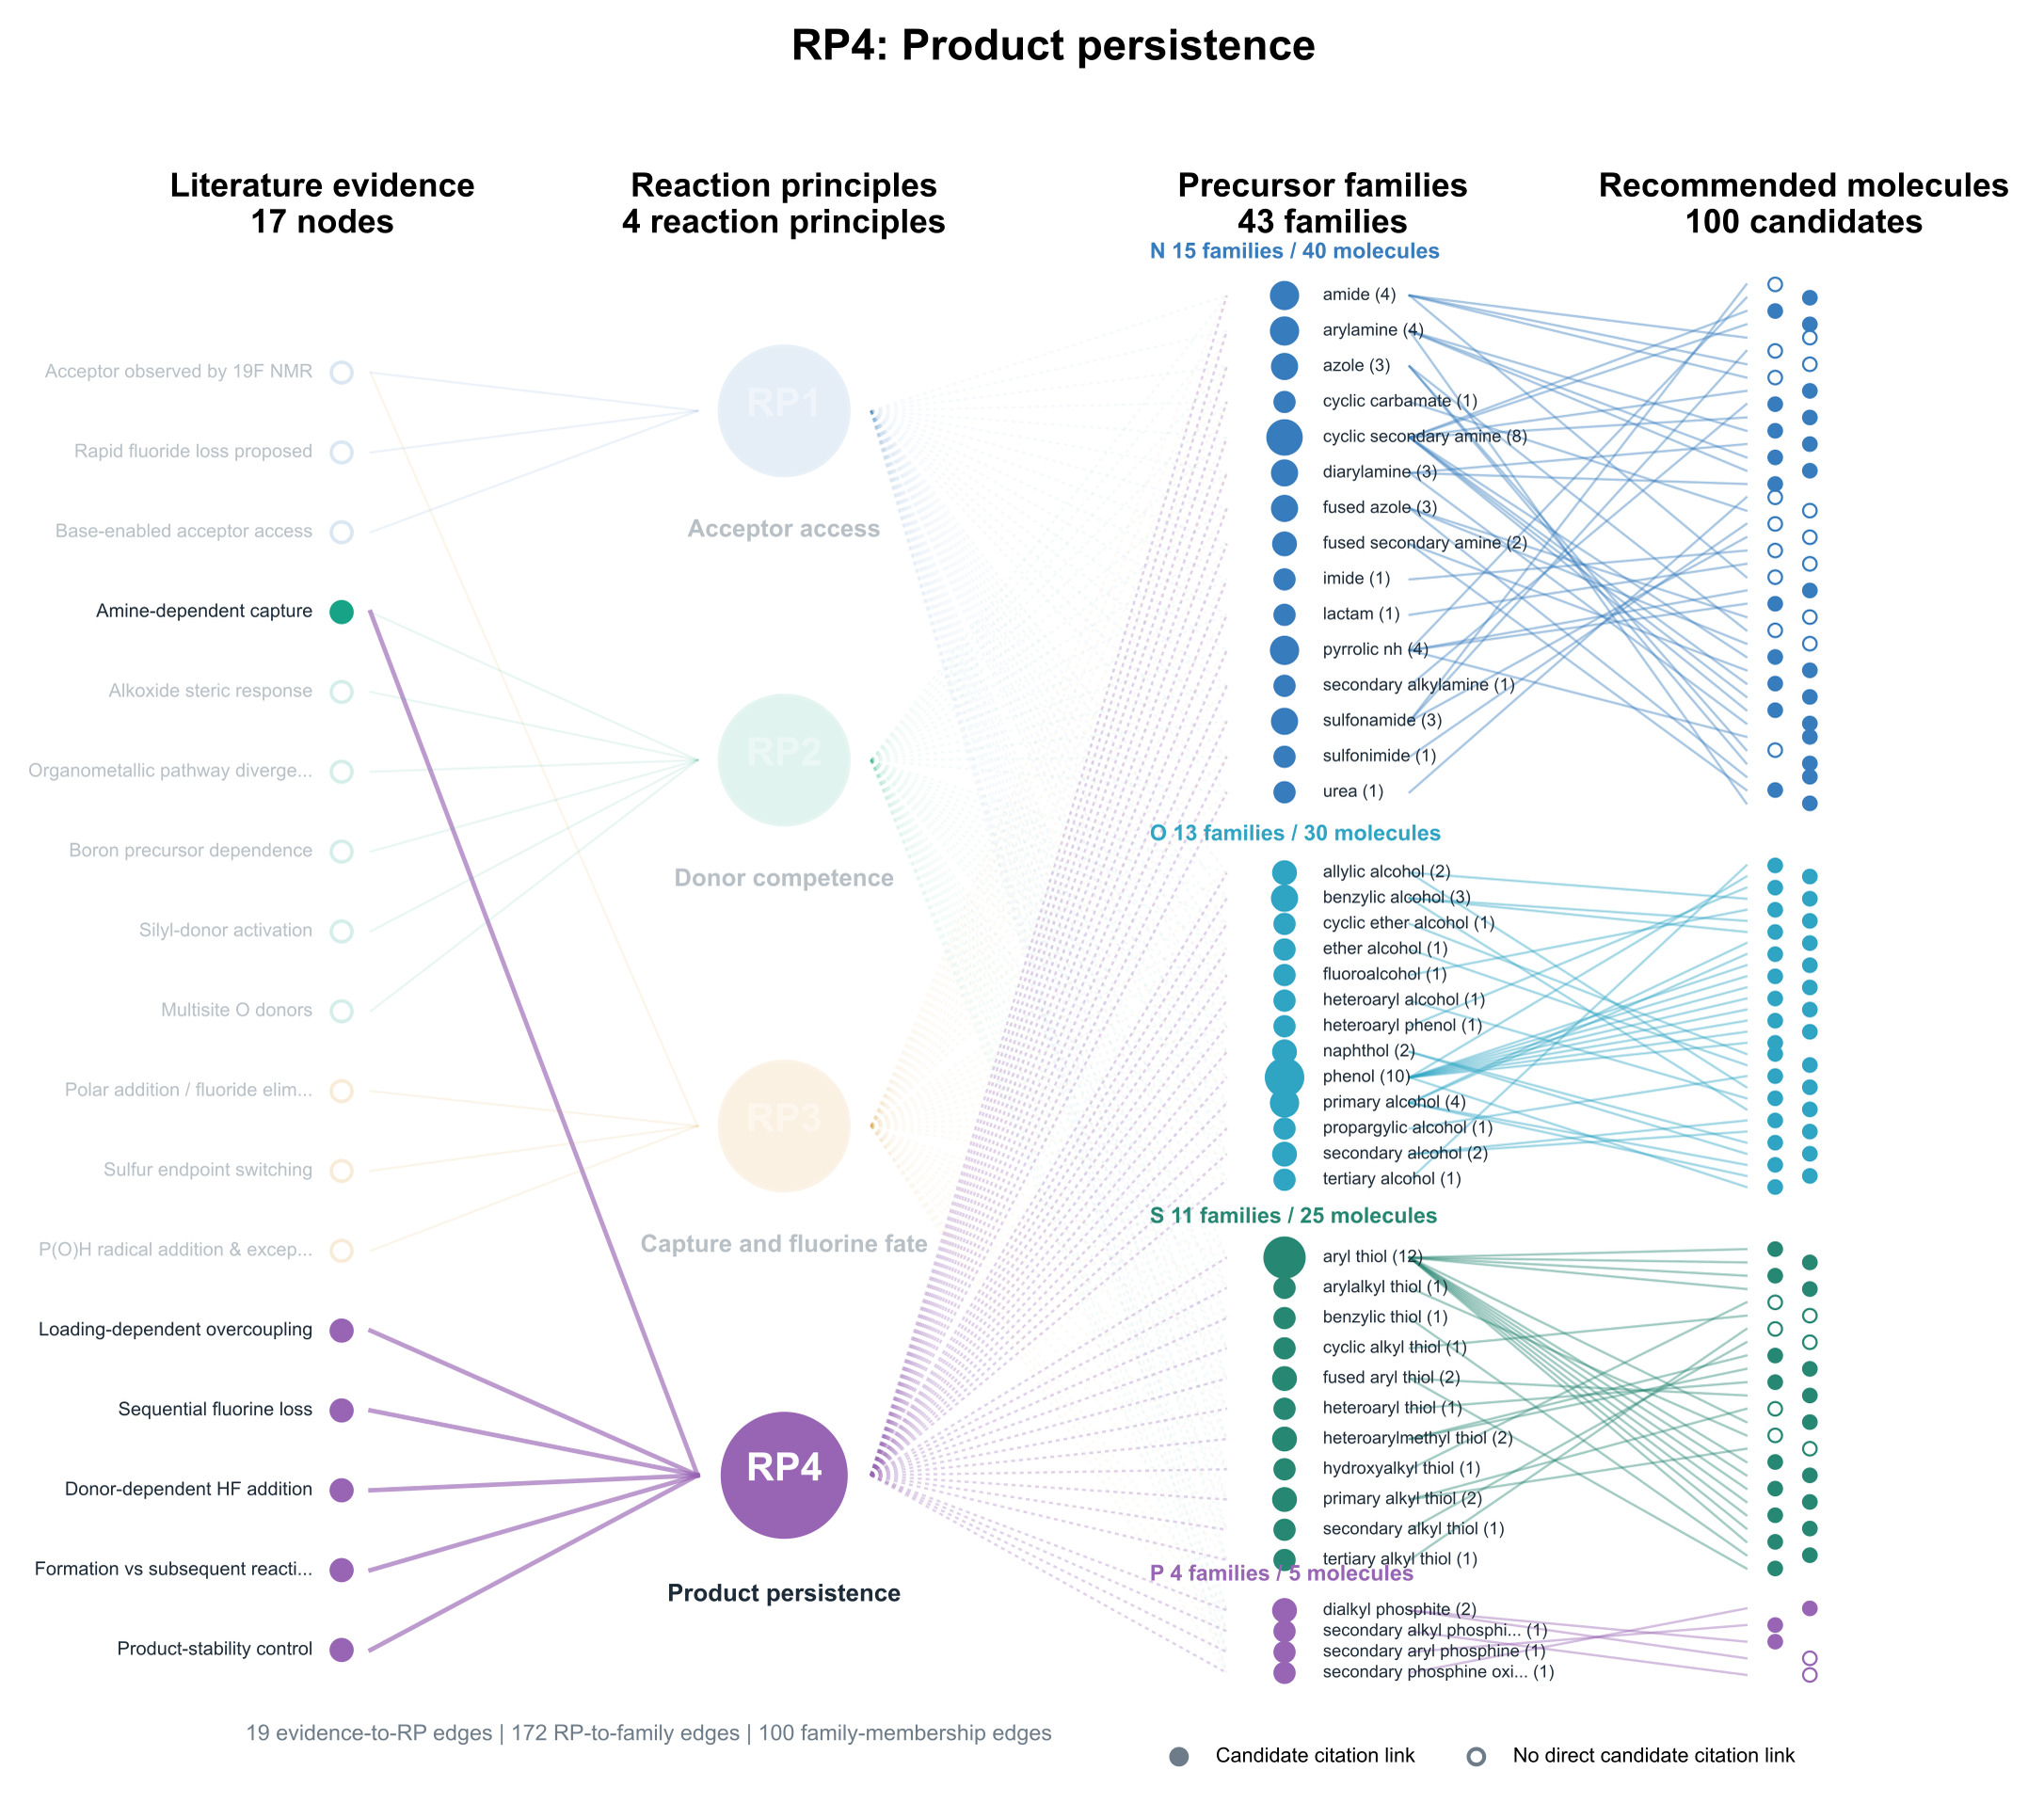 RP4: Product persistence
Literature evidence
17 nodes
Reaction principles
4 reaction principles
Precursor families
43 families
Recommended molecules
100 candidates
Acceptor observed by 19F NMR
Rapid fluoride loss proposed
Base-enabled acceptor access
Amine-dependent capture
Alkoxide steric response
Organometallic pathway diverge...
Boron precursor dependence
Silyl-donor activation
Multisite O donors
Polar addition / fluoride elim...
Sulfur endpoint switching
P(O)H radical addition & excep...
Loading-dependent overcoupling
Sequential fluorine loss
Donor-dependent HF addition
Formation vs subsequent reacti...
Product-stability control
RP1
Acceptor access
RP2
Donor competence
RP3
Capture and fluorine fate
RP4
Product persistence
N 15 families / 40 molecules
amide (4)
arylamine (4)
azole (3)
cyclic carbamate (1)
cyclic secondary amine (8)
diarylamine (3)
fused azole (3)
fused secondary amine (2)
imide (1)
lactam (1)
pyrrolic nh (4)
secondary alkylamine (1)
sulfonamide (3)
sulfonimide (1)
urea (1)
O 13 families / 30 molecules
allylic alcohol (2)
benzylic alcohol (3)
cyclic ether alcohol (1)
ether alcohol (1)
fluoroalcohol (1)
heteroaryl alcohol (1)
heteroaryl phenol (1)
naphthol (2)
phenol (10)
primary alcohol (4)
propargylic alcohol (1)
secondary alcohol (2)
tertiary alcohol (1)
S 11 families / 25 molecules
aryl thiol (12)
arylalkyl thiol (1)
benzylic thiol (1)
cyclic alkyl thiol (1)
fused aryl thiol (2)
heteroaryl thiol (1)
heteroarylmethyl thiol (2)
hydroxyalkyl thiol (1)
primary alkyl thiol (2)
secondary alkyl thiol (1)
tertiary alkyl thiol (1)
P 4 families / 5 molecules
dialkyl phosphite (2)
secondary alkyl phosphi... (1)
secondary aryl phosphine (1)
secondary phosphine oxi... (1)
19 evidence-to-RP edges | 172 RP-to-family edges | 100 family-membership edges
Candidate citation link
No direct candidate citation link